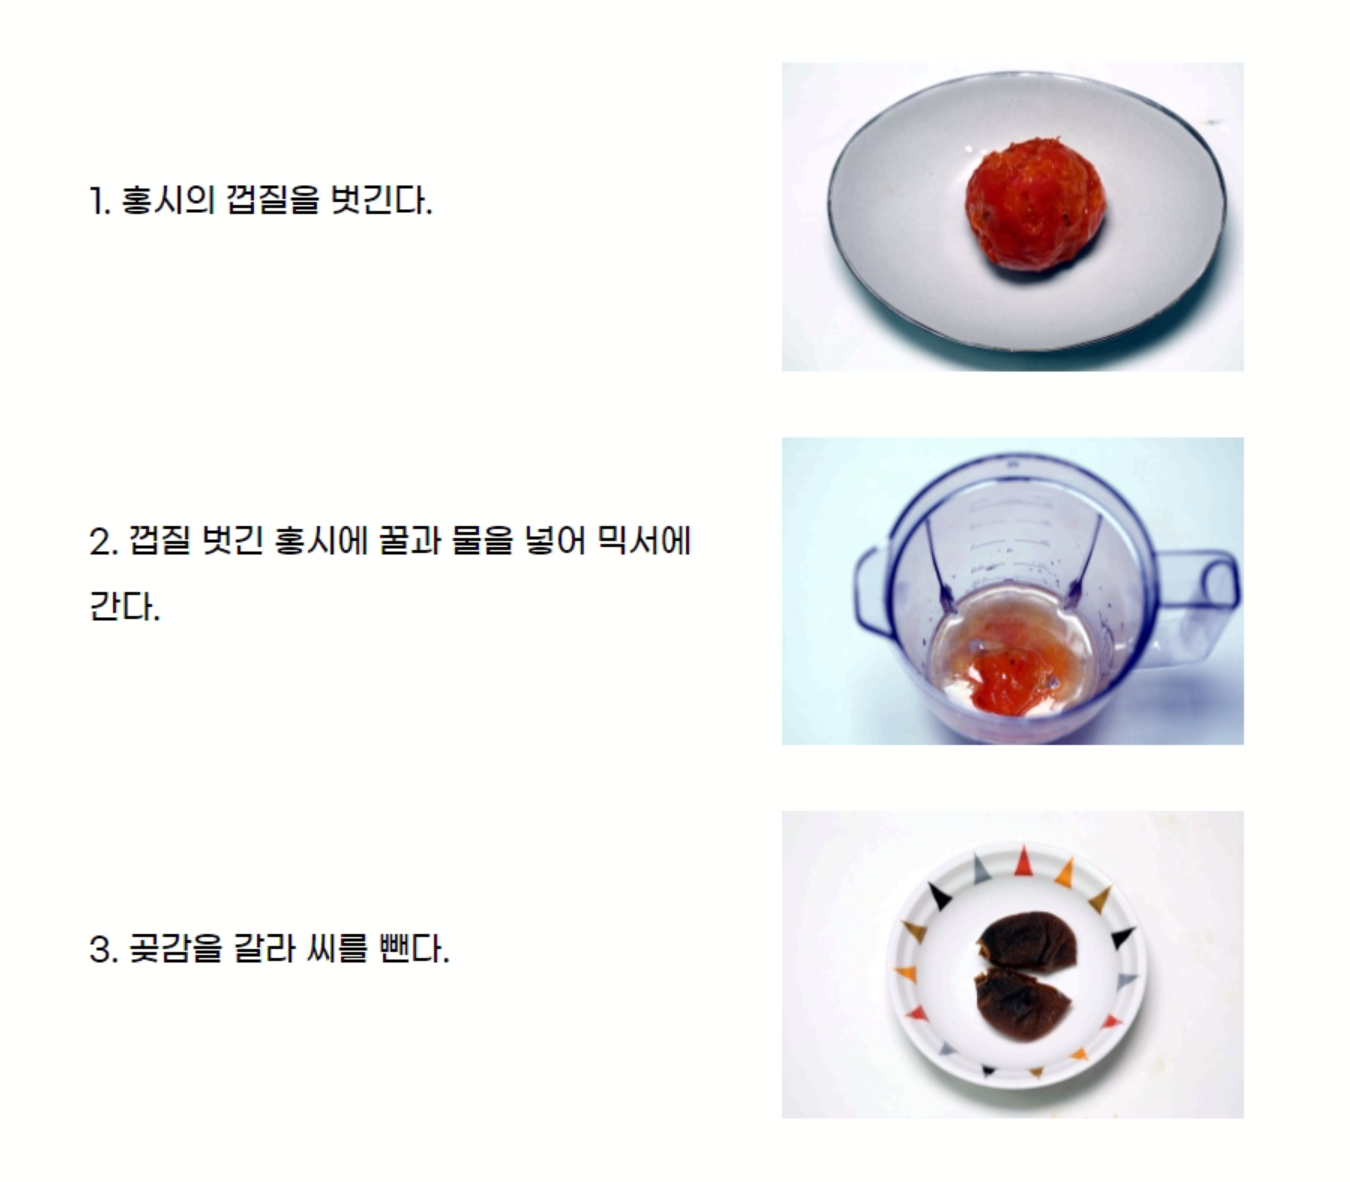 1. 홍시의 껍질을 벗긴다.
2. 껍질 벗긴 홍시에 꿀과 물을 넣어 믹서에
간다.
3. 곶감을 갈라 씨를 뺀다.